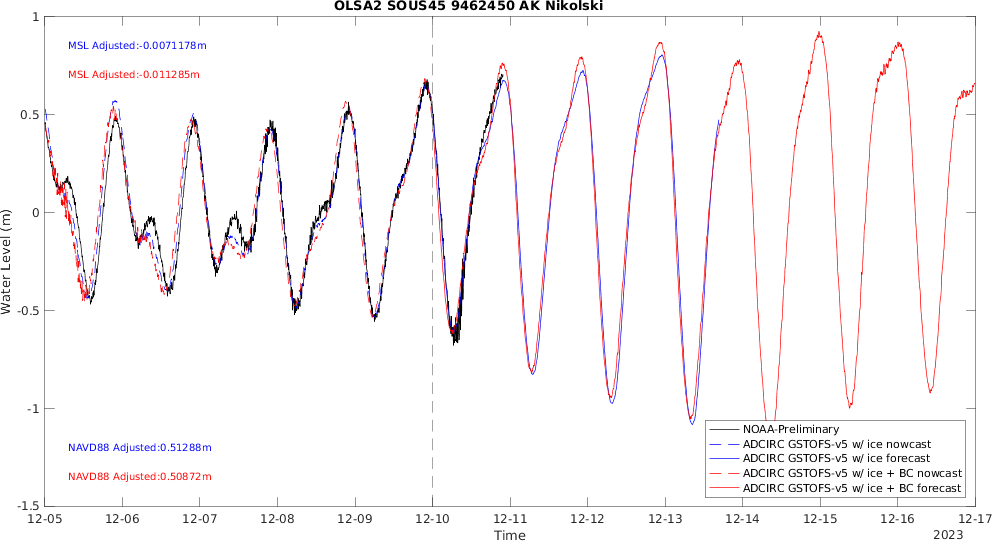 OLSA2 SOUS45 9462450 AK Nikolski
1
0.5
0
-0.5
-1
-1.5
Water Level (m)
MSL Adjusted:-0.0071178m
MSL Adjusted:-0.011285m
NAVD88 Adjusted:0.51288m
NAVD88 Adjusted:0.50872m
NOAA-Preliminary
ADCIRC GSTOFS-v5 w/ ice nowcast
ADCIRC GSTOFS-v5 w/ ice forecast
ADCIRC GSTOFS-v5 w/ ice + BC nowcast
ADCIRC GSTOFS-v5 w/ ice + BC forecast
12-05 12-06 12-07 12-08 12-09 12-10 12-11 12-12 12-13 12-14 12-15 12-16 12-17
Time
2023